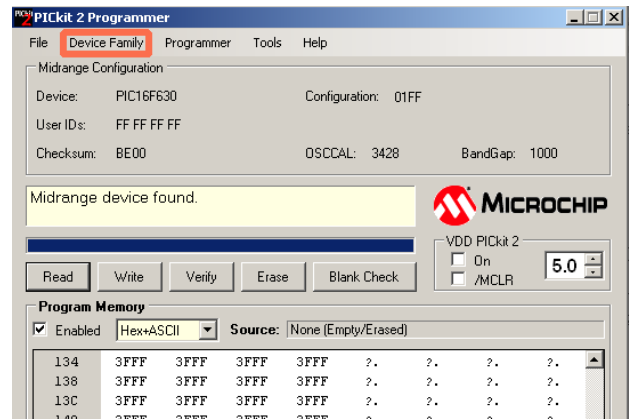 PICkit 2 Programmer
File Device Family Programmer Tools Help
Midrange Configuration
Device: PIC16F630 Configuration: 01FF
User IDs: FF FF FF FF
Checksum: BE00 OSCCAL: 3428 BandGap: 1000
Midrange device found.
MICROCHIP
VDD PICkit 2
On
/MCLR
5.0
Read Write Verify Erase Blank Check
Program Memory
Enabled Hex+ASCII Source: None (Empty/Erased)
134 3FFF 3FFF 3FFF 3FFF ?. ?. ?. ?.
138 3FFF 3FFF 3FFF 3FFF ?. ?. ?. ?.
13C 3FFF 3FFF 3FFF 3FFF ?. ?. ?. ?.